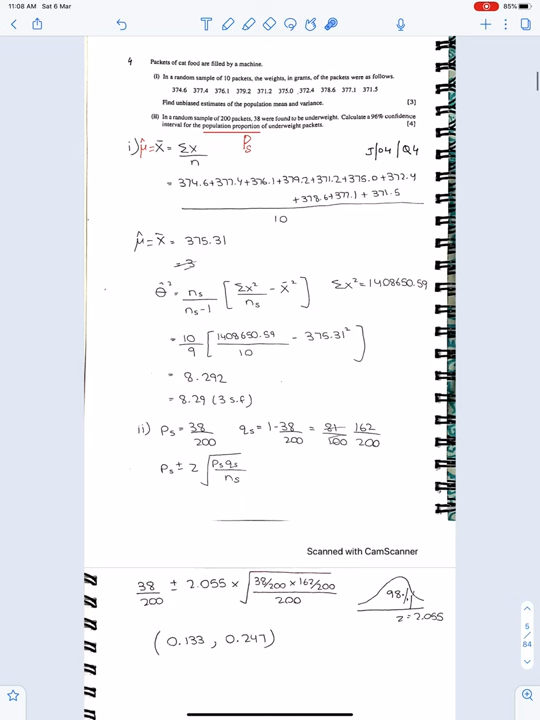 11:08 AM Sat 6 Mar
85%
4 Packets of cat food are filled by a machine.
(i) In a random sample of 10 packets, the weights, in grams, of the packets were as follows.
374.6 377.4 376.1 379.2 371.2 375.0 372.4 378.6 377.1 371.5
Find unbiased estimates of the population mean and variance. [3]
(ii) In a random sample of 200 packets, 38 were found to be underweight. Calculate a 96% confidence
interval for the population proportion of underweight packets. [4]
Ps
i) μ̂ = x̄ = Σx / n
J/04/Q4
= 374.6+377.4+376.1+379.2+371.2+375.0+372.4
+378.6+377.1 + 371.5
10
μ̂ = x̄ = 375.31
= 3
σ̂² = ns / ns-1 [ Σx² / ns - x̄² ] Σx² = 1408650.59
= 10 / 9 [ 1408650.59 / 10 - 375.31² ]
= 8.292
= 8.29 (3 s.f)
ii) Ps = 38 / 200 qs = 1-38 / 200 = 81 / 100 162 / 200
Ps ± z √ Ps qs / ns
Scanned with CamScanner
38 / 200 ± 2.055 × √ 38/200 × 162/200 / 200
98%
z = 2.055
(0.133 , 0.247)
5
/
84